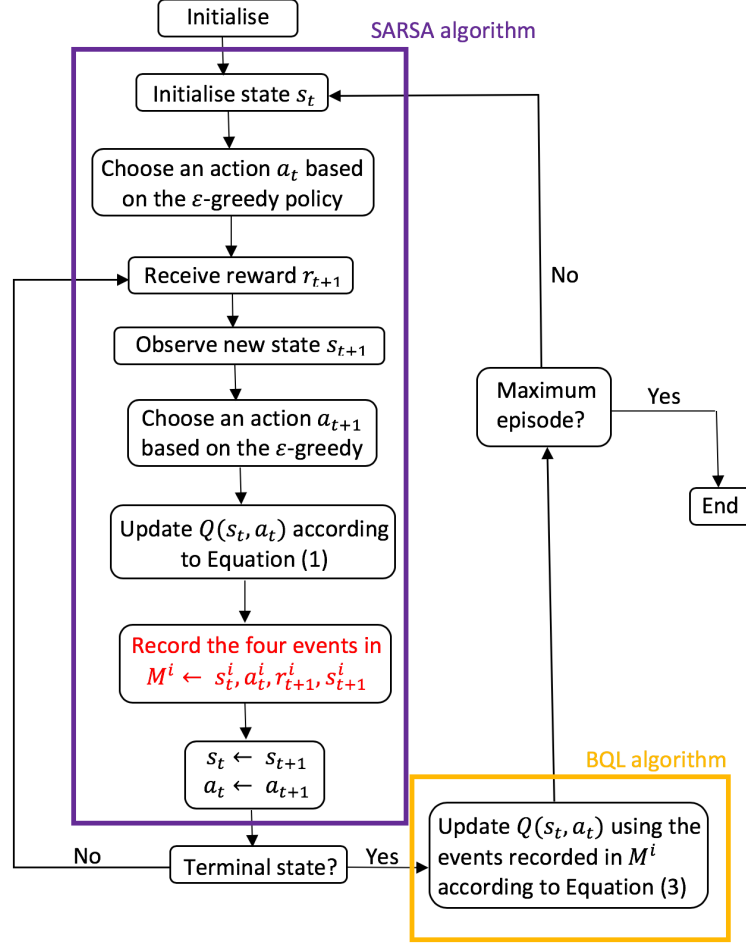 Initialise
SARSA algorithm
Initialise state s_t
Choose an action a_t based
on the ε-greedy policy
Receive reward r_{t+1}
Observe new state s_{t+1}
Choose an action a_{t+1}
based on the ε-greedy
Update Q(s_t, a_t) according
to Equation (1)
Record the four events in
M^i ← s_t^i, a_t^i, r_{t+1}^i, s_{t+1}^i
s_t ← s_{t+1}
a_t ← a_{t+1}
Terminal state?
No
Yes
BQL algorithm
Update Q(s_t, a_t) using the
events recorded in M^i
according to Equation (3)
Maximum
episode?
No
Yes
End